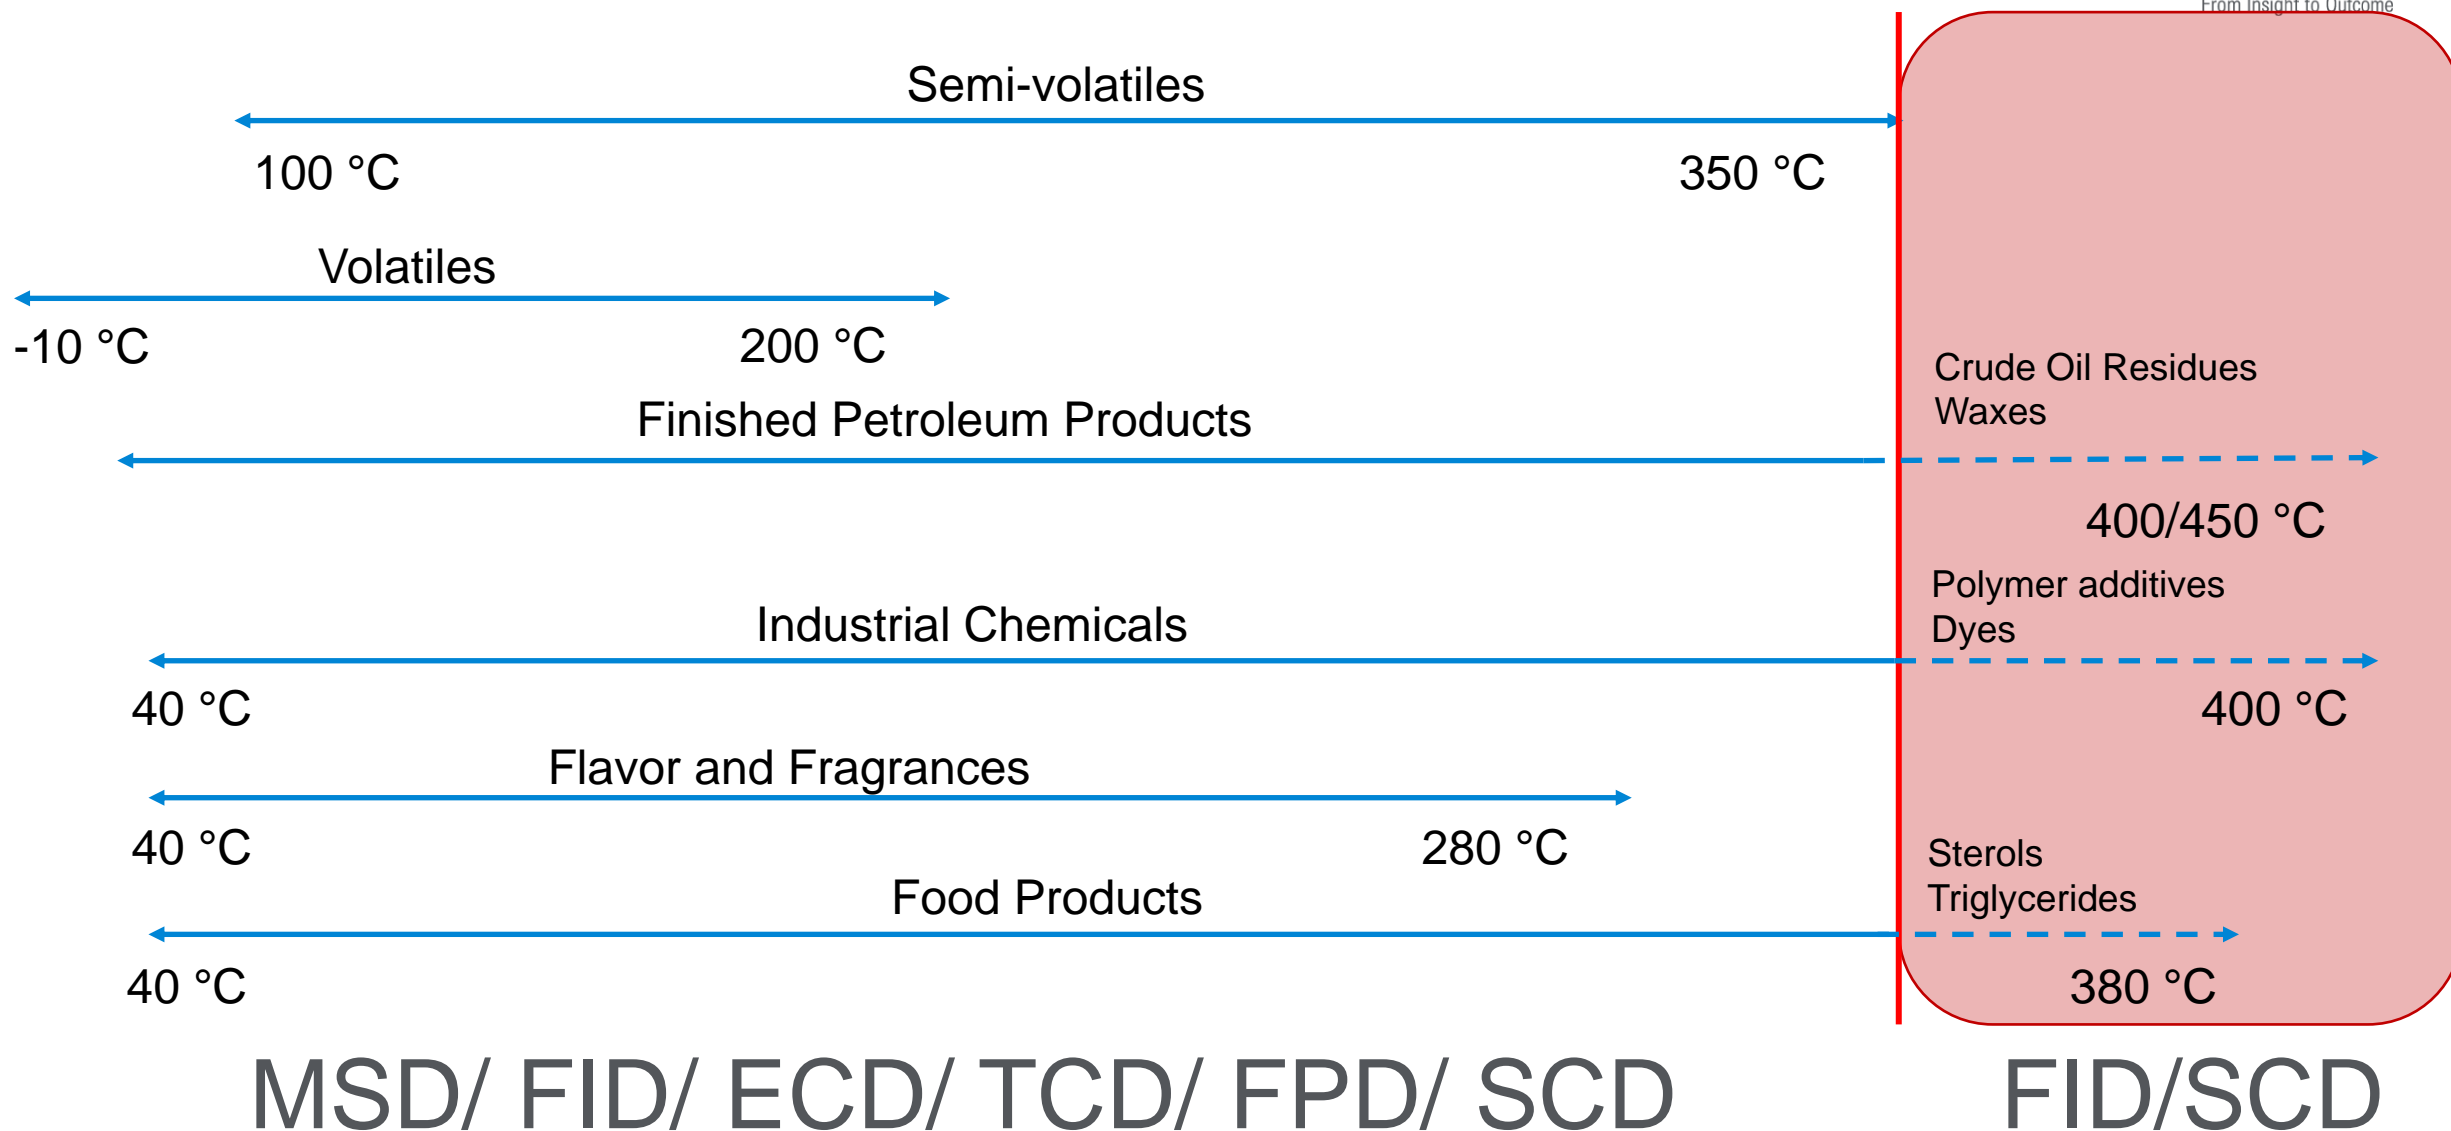 From Insight to Outcome
Semi-volatiles
100 °C
350 °C
Volatiles
-10 °C
200 °C
Crude Oil Residues
Waxes
Finished Petroleum Products
400/450 °C
Polymer additives
Dyes
Industrial Chemicals
40 °C
400 °C
Flavor and Fragrances
40 °C
280 °C
Sterols
Triglycerides
Food Products
40 °C
380 °C
MSD/ FID/ ECD/ TCD/ FPD/ SCD
FID/SCD